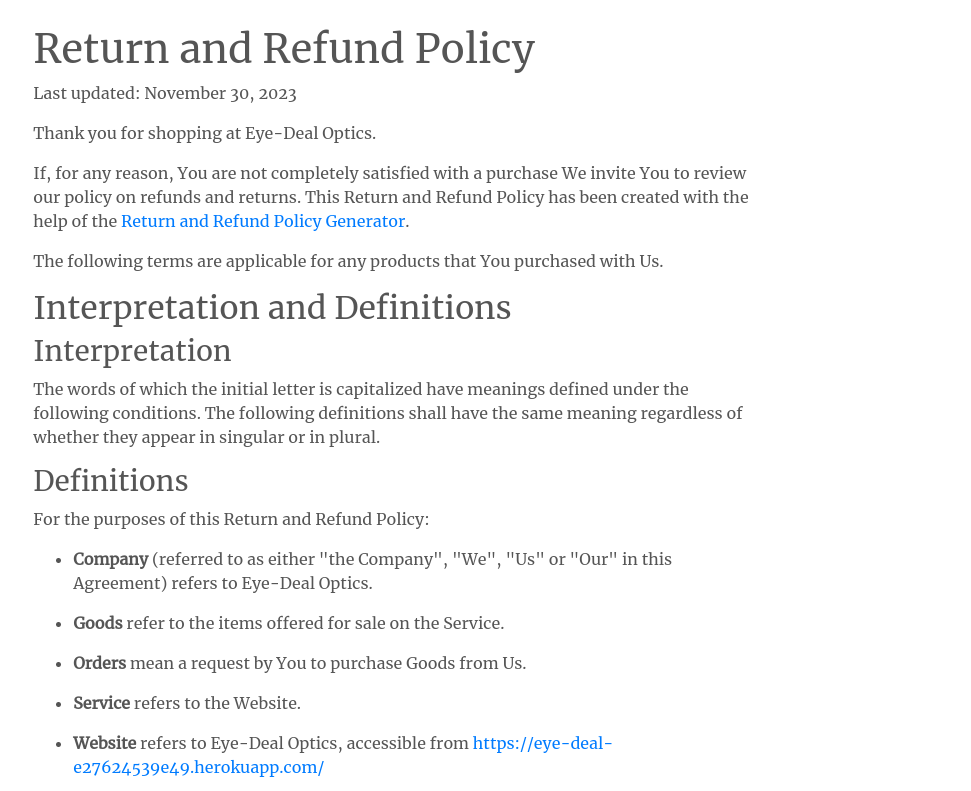 Return and Refund Policy
Last updated: November 30, 2023
Thank you for shopping at Eye-Deal Optics.
If, for any reason, You are not completely satisfied with a purchase We invite You to review
our policy on refunds and returns. This Return and Refund Policy has been created with the
help of the Return and Refund Policy Generator.
The following terms are applicable for any products that You purchased with Us.
Interpretation and Definitions
Interpretation
The words of which the initial letter is capitalized have meanings defined under the
following conditions. The following definitions shall have the same meaning regardless of
whether they appear in singular or in plural.
Definitions
For the purposes of this Return and Refund Policy:
• Company (referred to as either "the Company", "We", "Us" or "Our" in this
Agreement) refers to Eye-Deal Optics.
• Goods refer to the items offered for sale on the Service.
• Orders mean a request by You to purchase Goods from Us.
• Service refers to the Website.
• Website refers to Eye-Deal Optics, accessible from https://eye-deal-
e27624539e49.herokuapp.com/